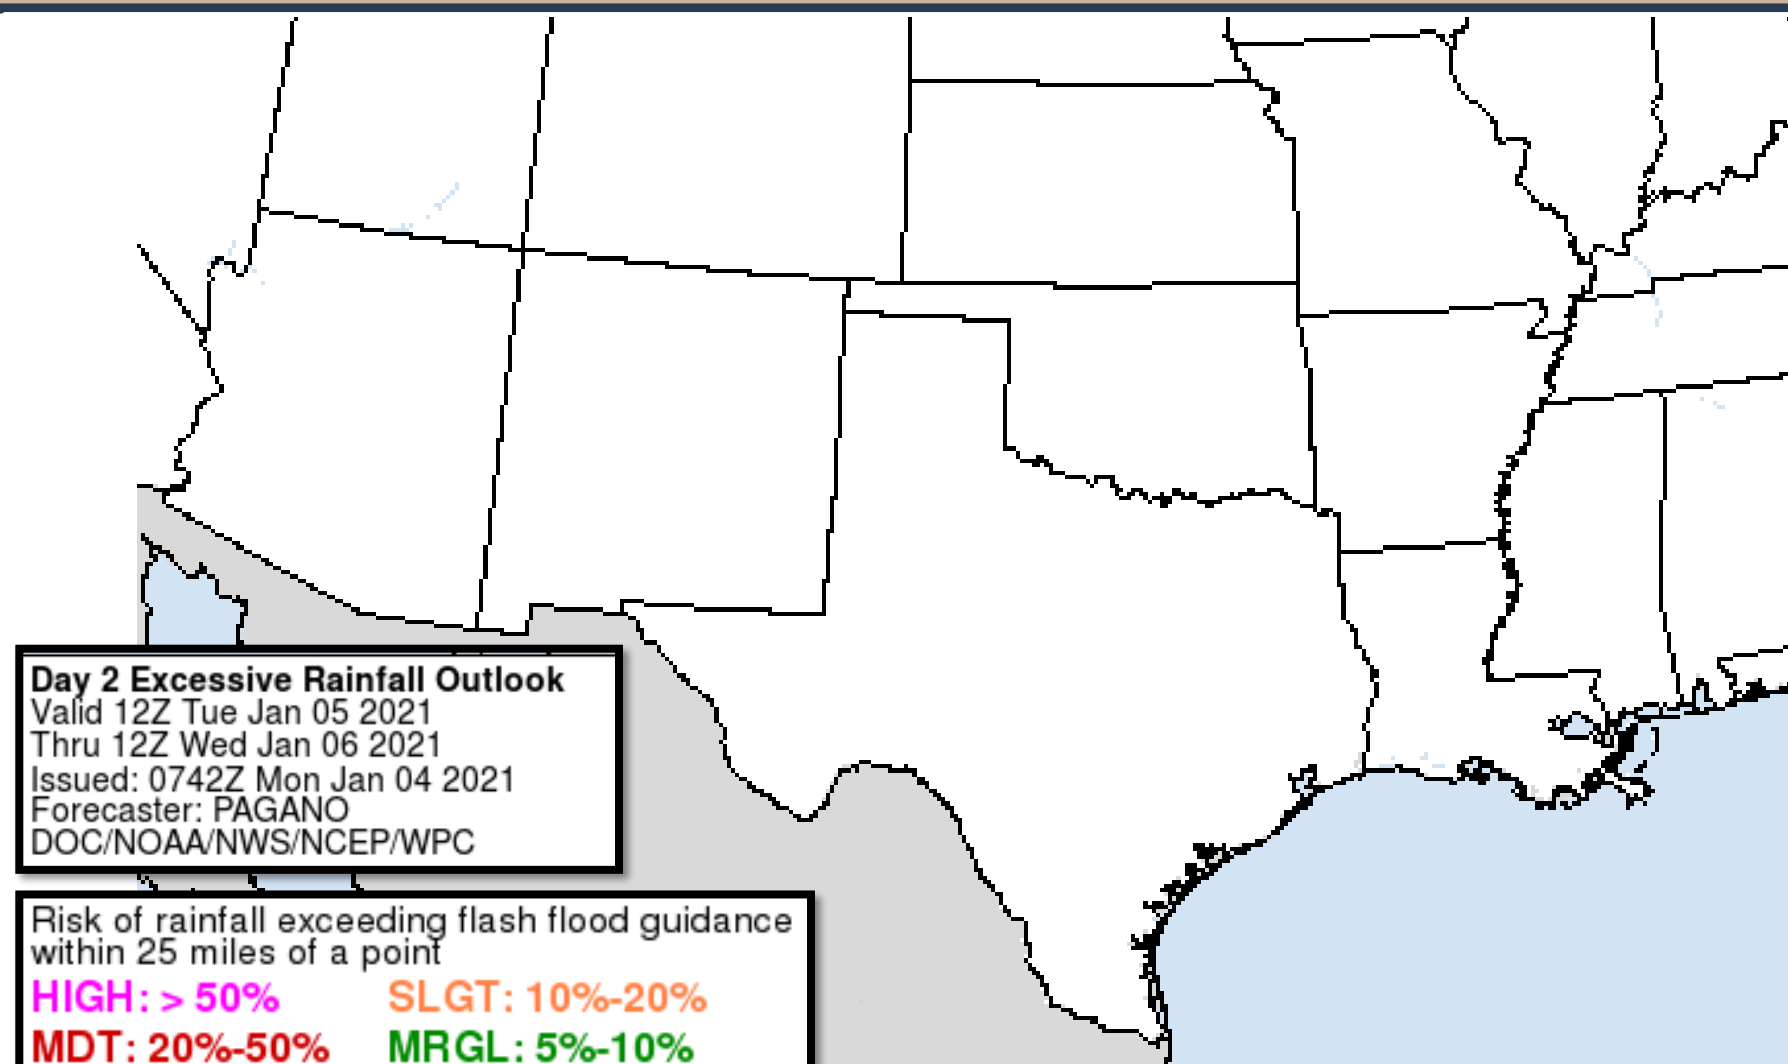 Day 2 Excessive Rainfall Outlook
Valid 12Z Tue Jan 05 2021
Thru 12Z Wed Jan 06 2021
Issued: 0742Z Mon Jan 04 2021
Forecaster: PAGANO
DOC/NOAA/NWS/NCEP/WPC
Risk of rainfall exceeding flash flood guidance
within 25 miles of a point
HIGH: > 50% SLGT: 10%-20%
MDT: 20%-50% MRGL: 5%-10%